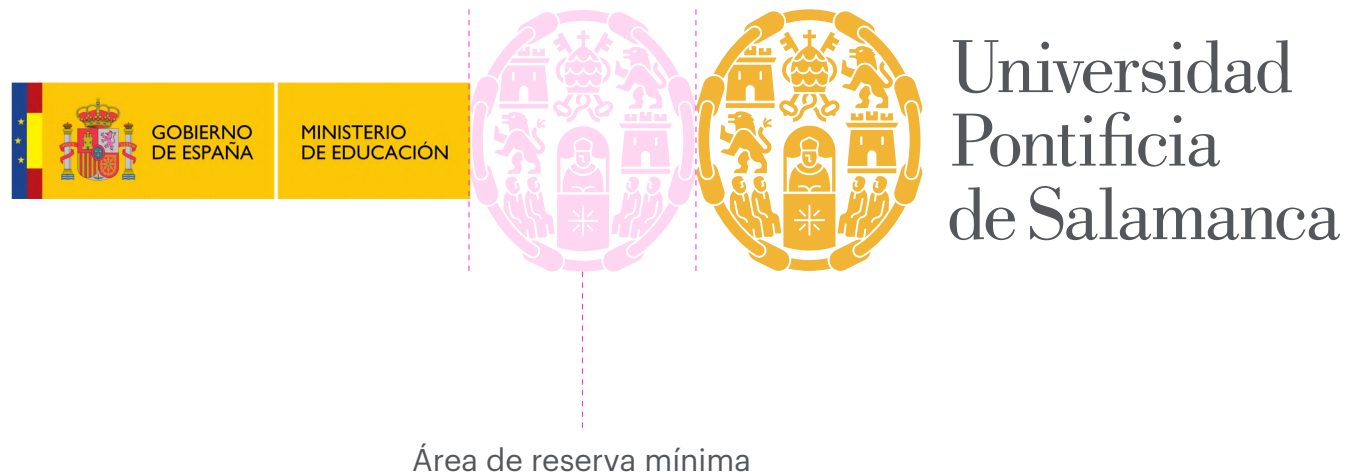 GOBIERNO
DE ESPAÑA
MINISTERIO
DE EDUCACIÓN
Universidad
Pontificia
de Salamanca
Área de reserva mínima